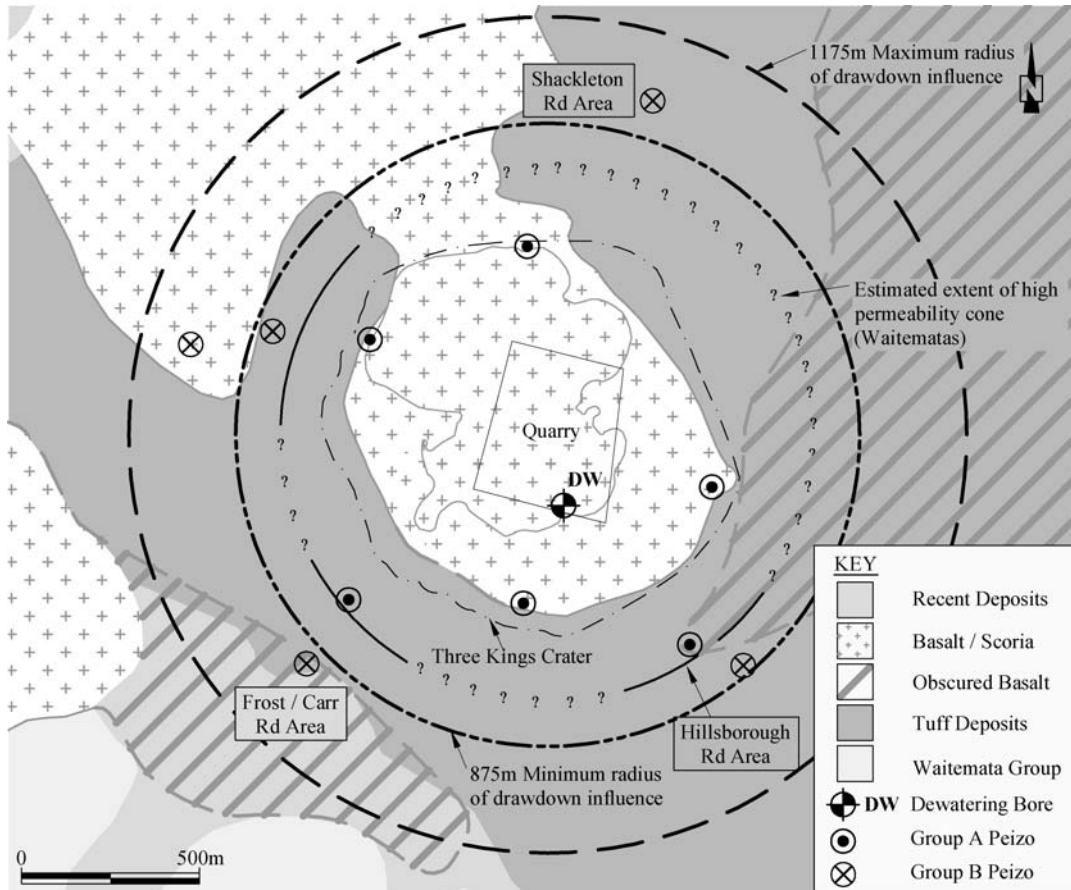 1175m Maximum radius
of drawdown influence
N
Shackleton
Rd Area
? ? ? ? ? ? ? ? ? ? ? ? ? ? ? ? ? ? ? ? ? ? ? ? ? ? ? ? ? ? ? ? ? ? ? ? ? ? ? ? ? ? ? ? ? ? ? ? ? ?
Estimated extent of high
permeability cone
(Waitematas)
Quarry
DW
Three Kings Crater
Frost / Carr
Rd Area
Hillsborough
Rd Area
875m Minimum radius
of drawdown influence
0 500m
KEY
Recent Deposits
Basalt / Scoria
Obscured Basalt
Tuff Deposits
Waitemata Group
DW Dewatering Bore
Group A Peizo
Group B Peizo